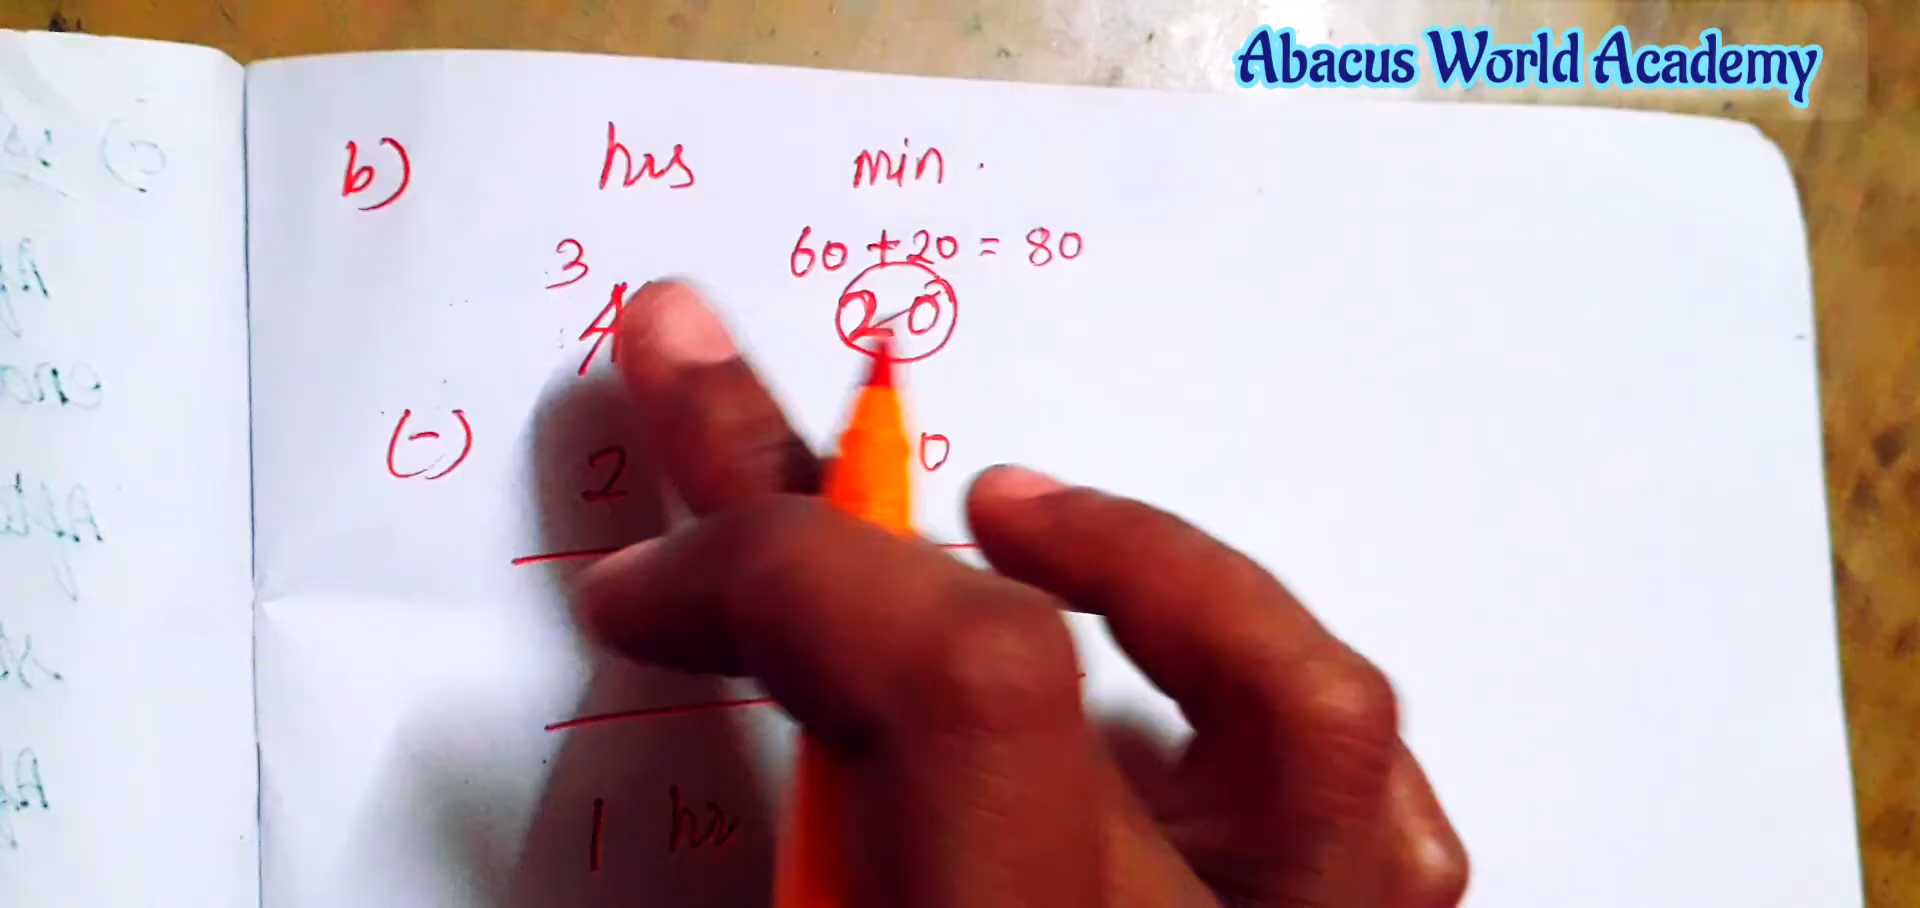 Abacus World Academy
b) hrs min.
3 60 + 20 = 80
4 20
(-) 2 0
1 hr